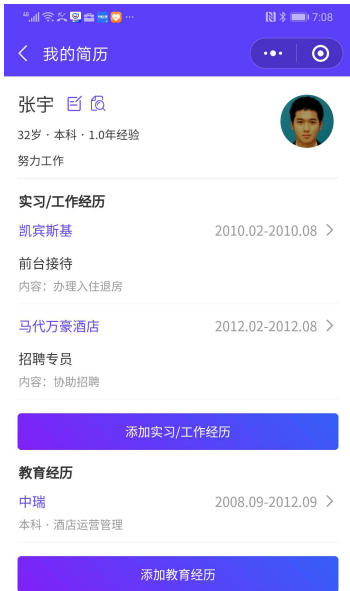 7:08
我的简历
张宇
32岁 · 本科 · 1.0年经验
努力工作
实习/工作经历
凯宾斯基 2010.02-2010.08
前台接待
内容：办理入住退房
马代万豪酒店 2012.02-2012.08
招聘专员
内容：协助招聘
添加实习/工作经历
教育经历
中瑞 2008.09-2012.09
本科 · 酒店运营管理
添加教育经历